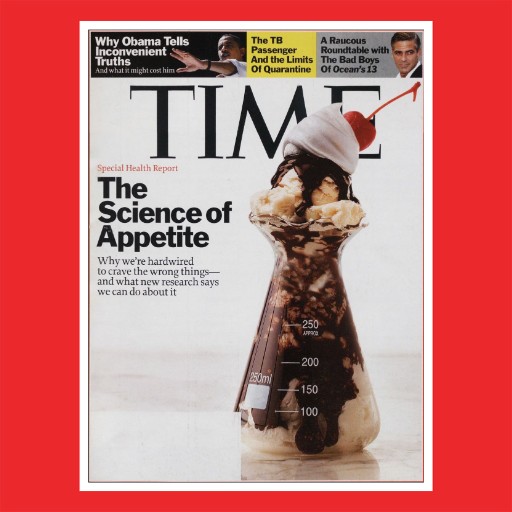 Why Obama Tells
Inconvenient
Truths
And what it might cost him
The TB
Passenger
And the Limits
Of Quarantine
A Raucous
Roundtable with
The Bad Boys
Of Ocean's 13
TIME
Special Health Report
The
Science of
Appetite
Why we're hardwired
to crave the wrong things—
and what new research says
we can do about it
250
APPROX
200
150
100
250ml